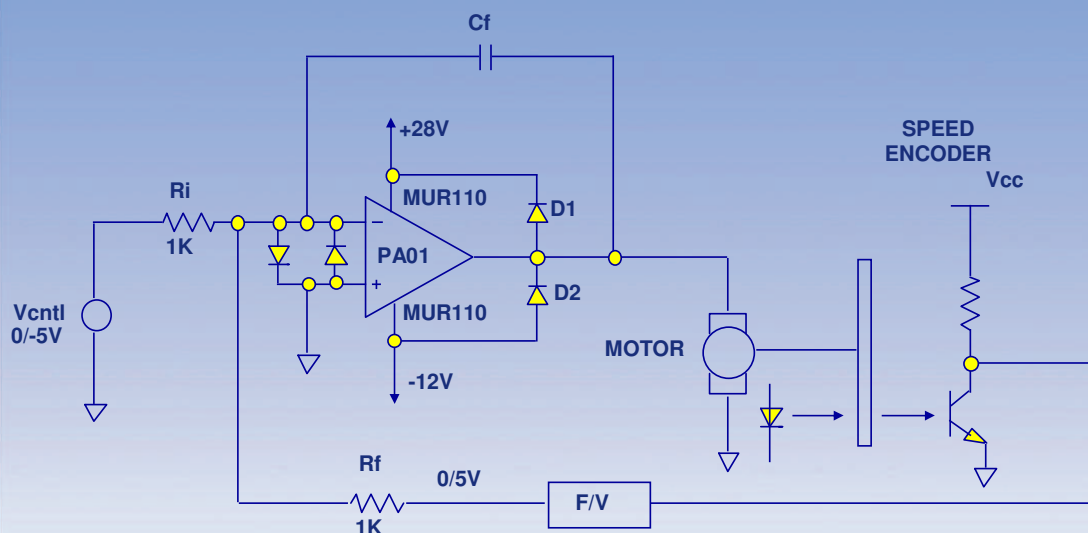 Cf
+28V
SPEED
ENCODER
Vcc
Ri
MUR110
D1
1K
−
PA01
+
D2
MUR110
Vcntl
0/-5V
MOTOR
-12V
Rf
0/5V
F/V
1K